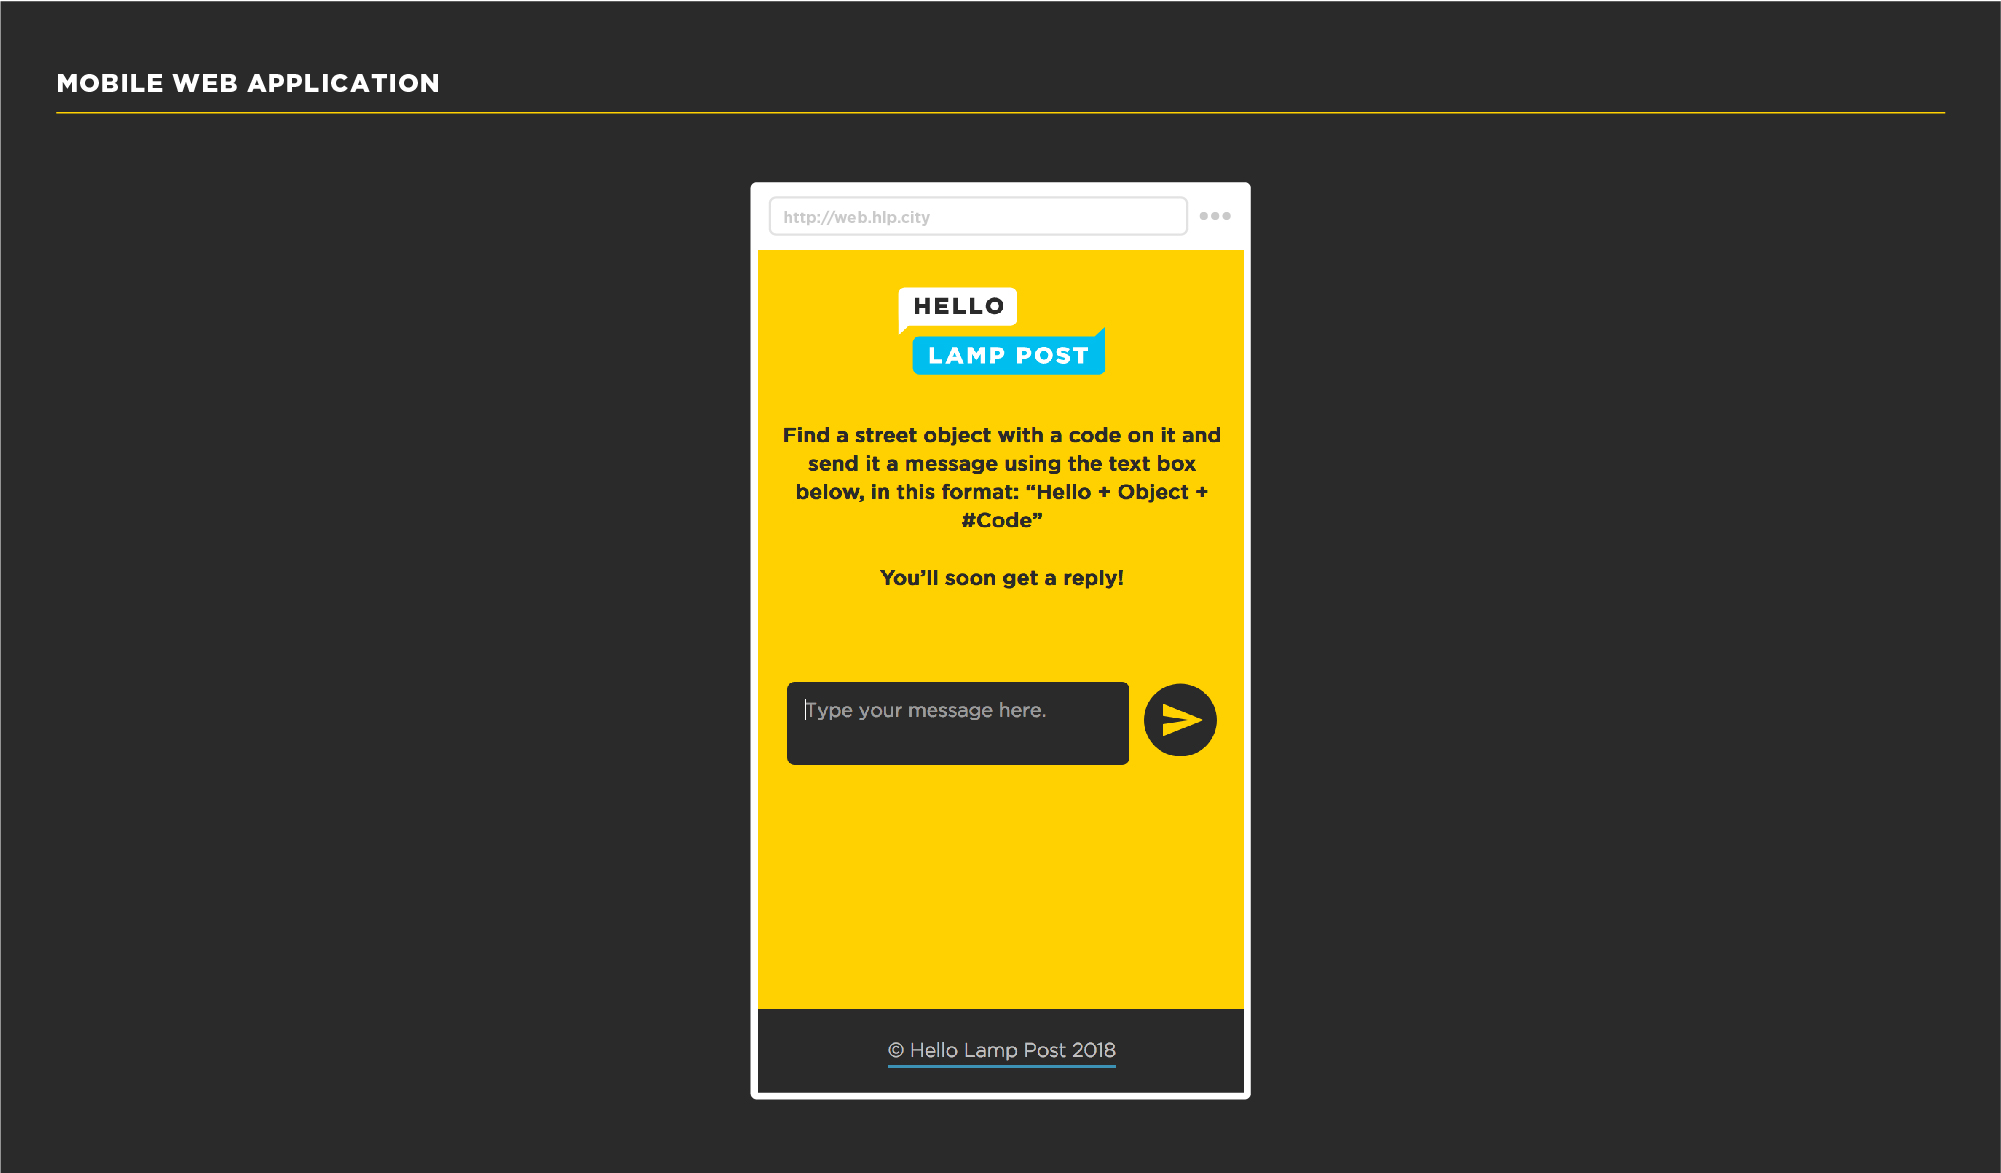 MOBILE WEB APPLICATION
http://web.hlp.city
HELLO
LAMP POST
Find a street object with a code on it and
send it a message using the text box
below, in this format: “Hello + Object +
#Code”
You’ll soon get a reply!
Type your message here.
© Hello Lamp Post 2018